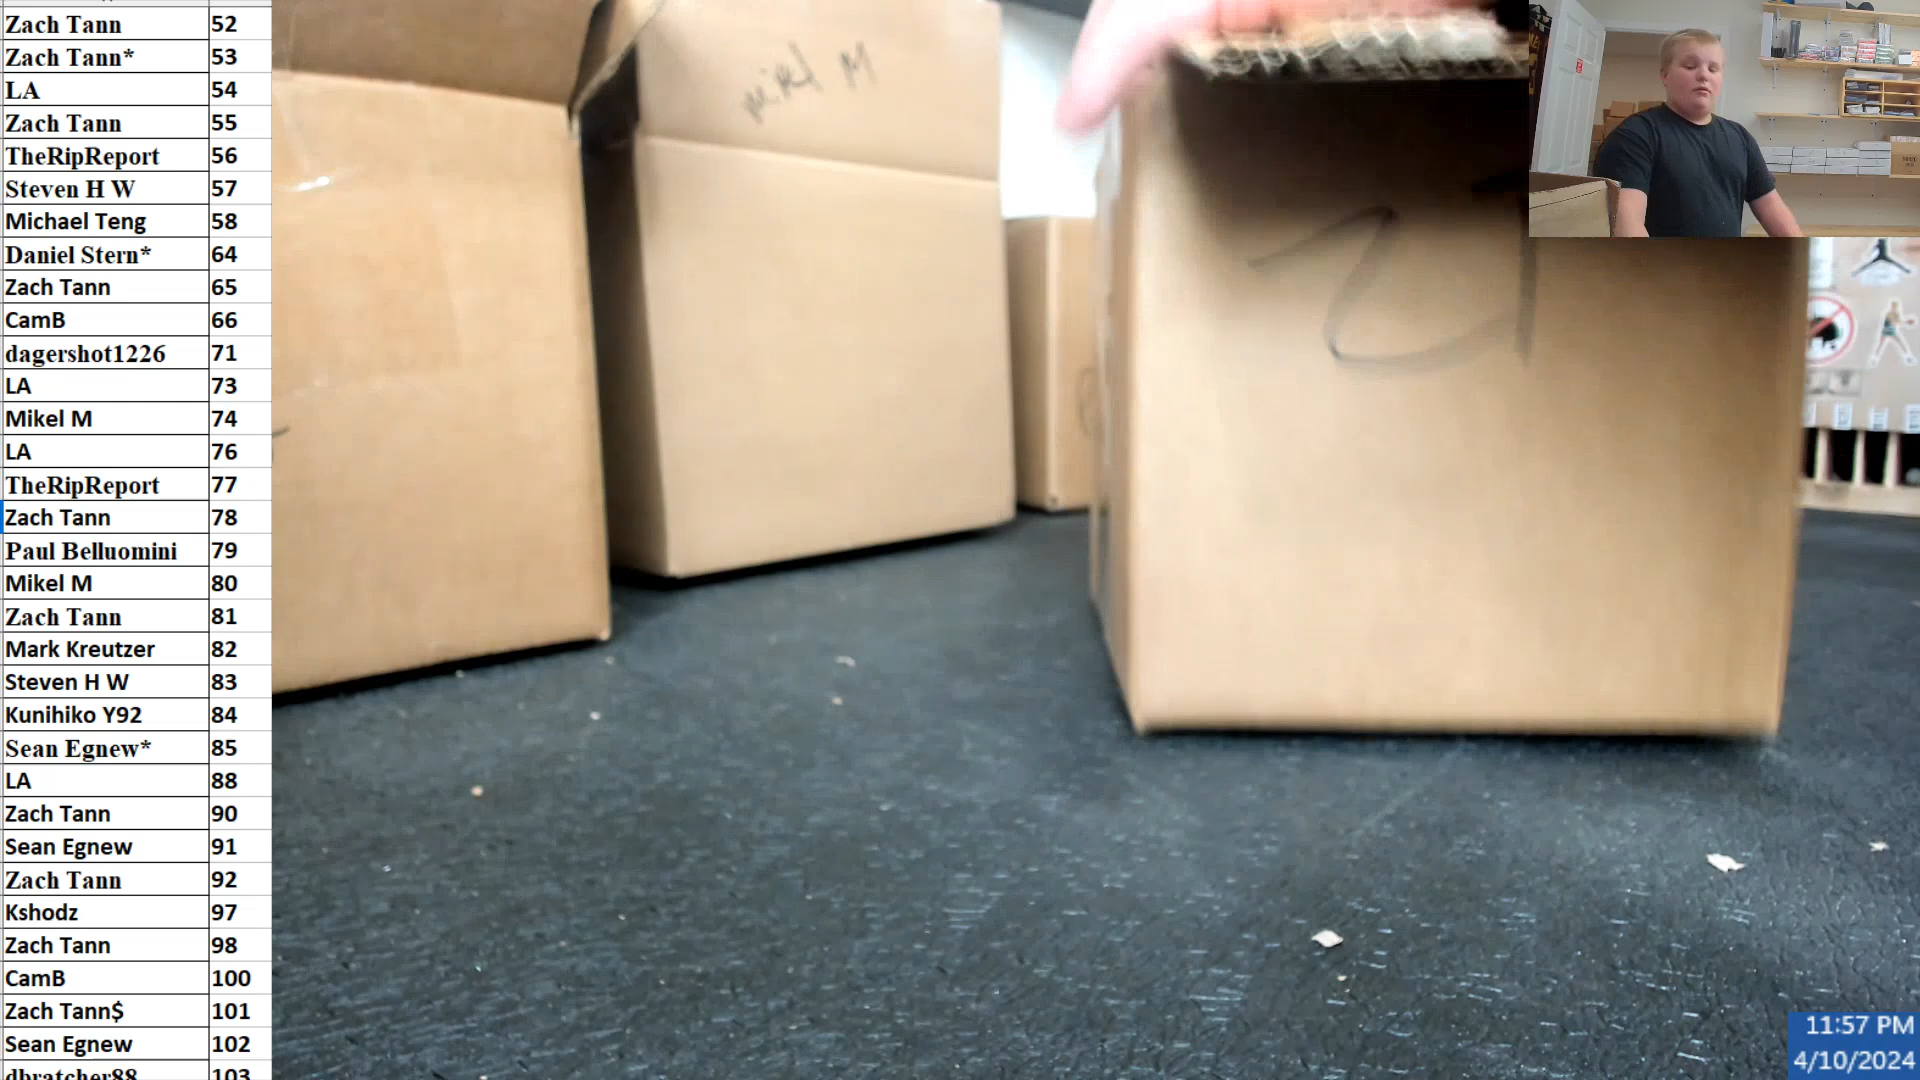 Zach Tann 52
Zach Tann* 53
LA 54
Zach Tann 55
TheRipReport 56
Steven H W 57
Michael Teng 58
Daniel Stern* 64
Zach Tann 65
CamB 66
dagershot1226 71
LA 73
Mikel M 74
LA 76
TheRipReport 77
Zach Tann 78
Paul Belluomini 79
Mikel M 80
Zach Tann 81
Mark Kreutzer 82
Steven H W 83
Kunihiko Y92 84
Sean Egnew* 85
LA 88
Zach Tann 90
Sean Egnew 91
Zach Tann 92
Kshodz 97
Zach Tann 98
CamB 100
Zach Tann$ 101
Sean Egnew 102
dbratcher88 103
Mikel M
11:57 PM
4/10/2024